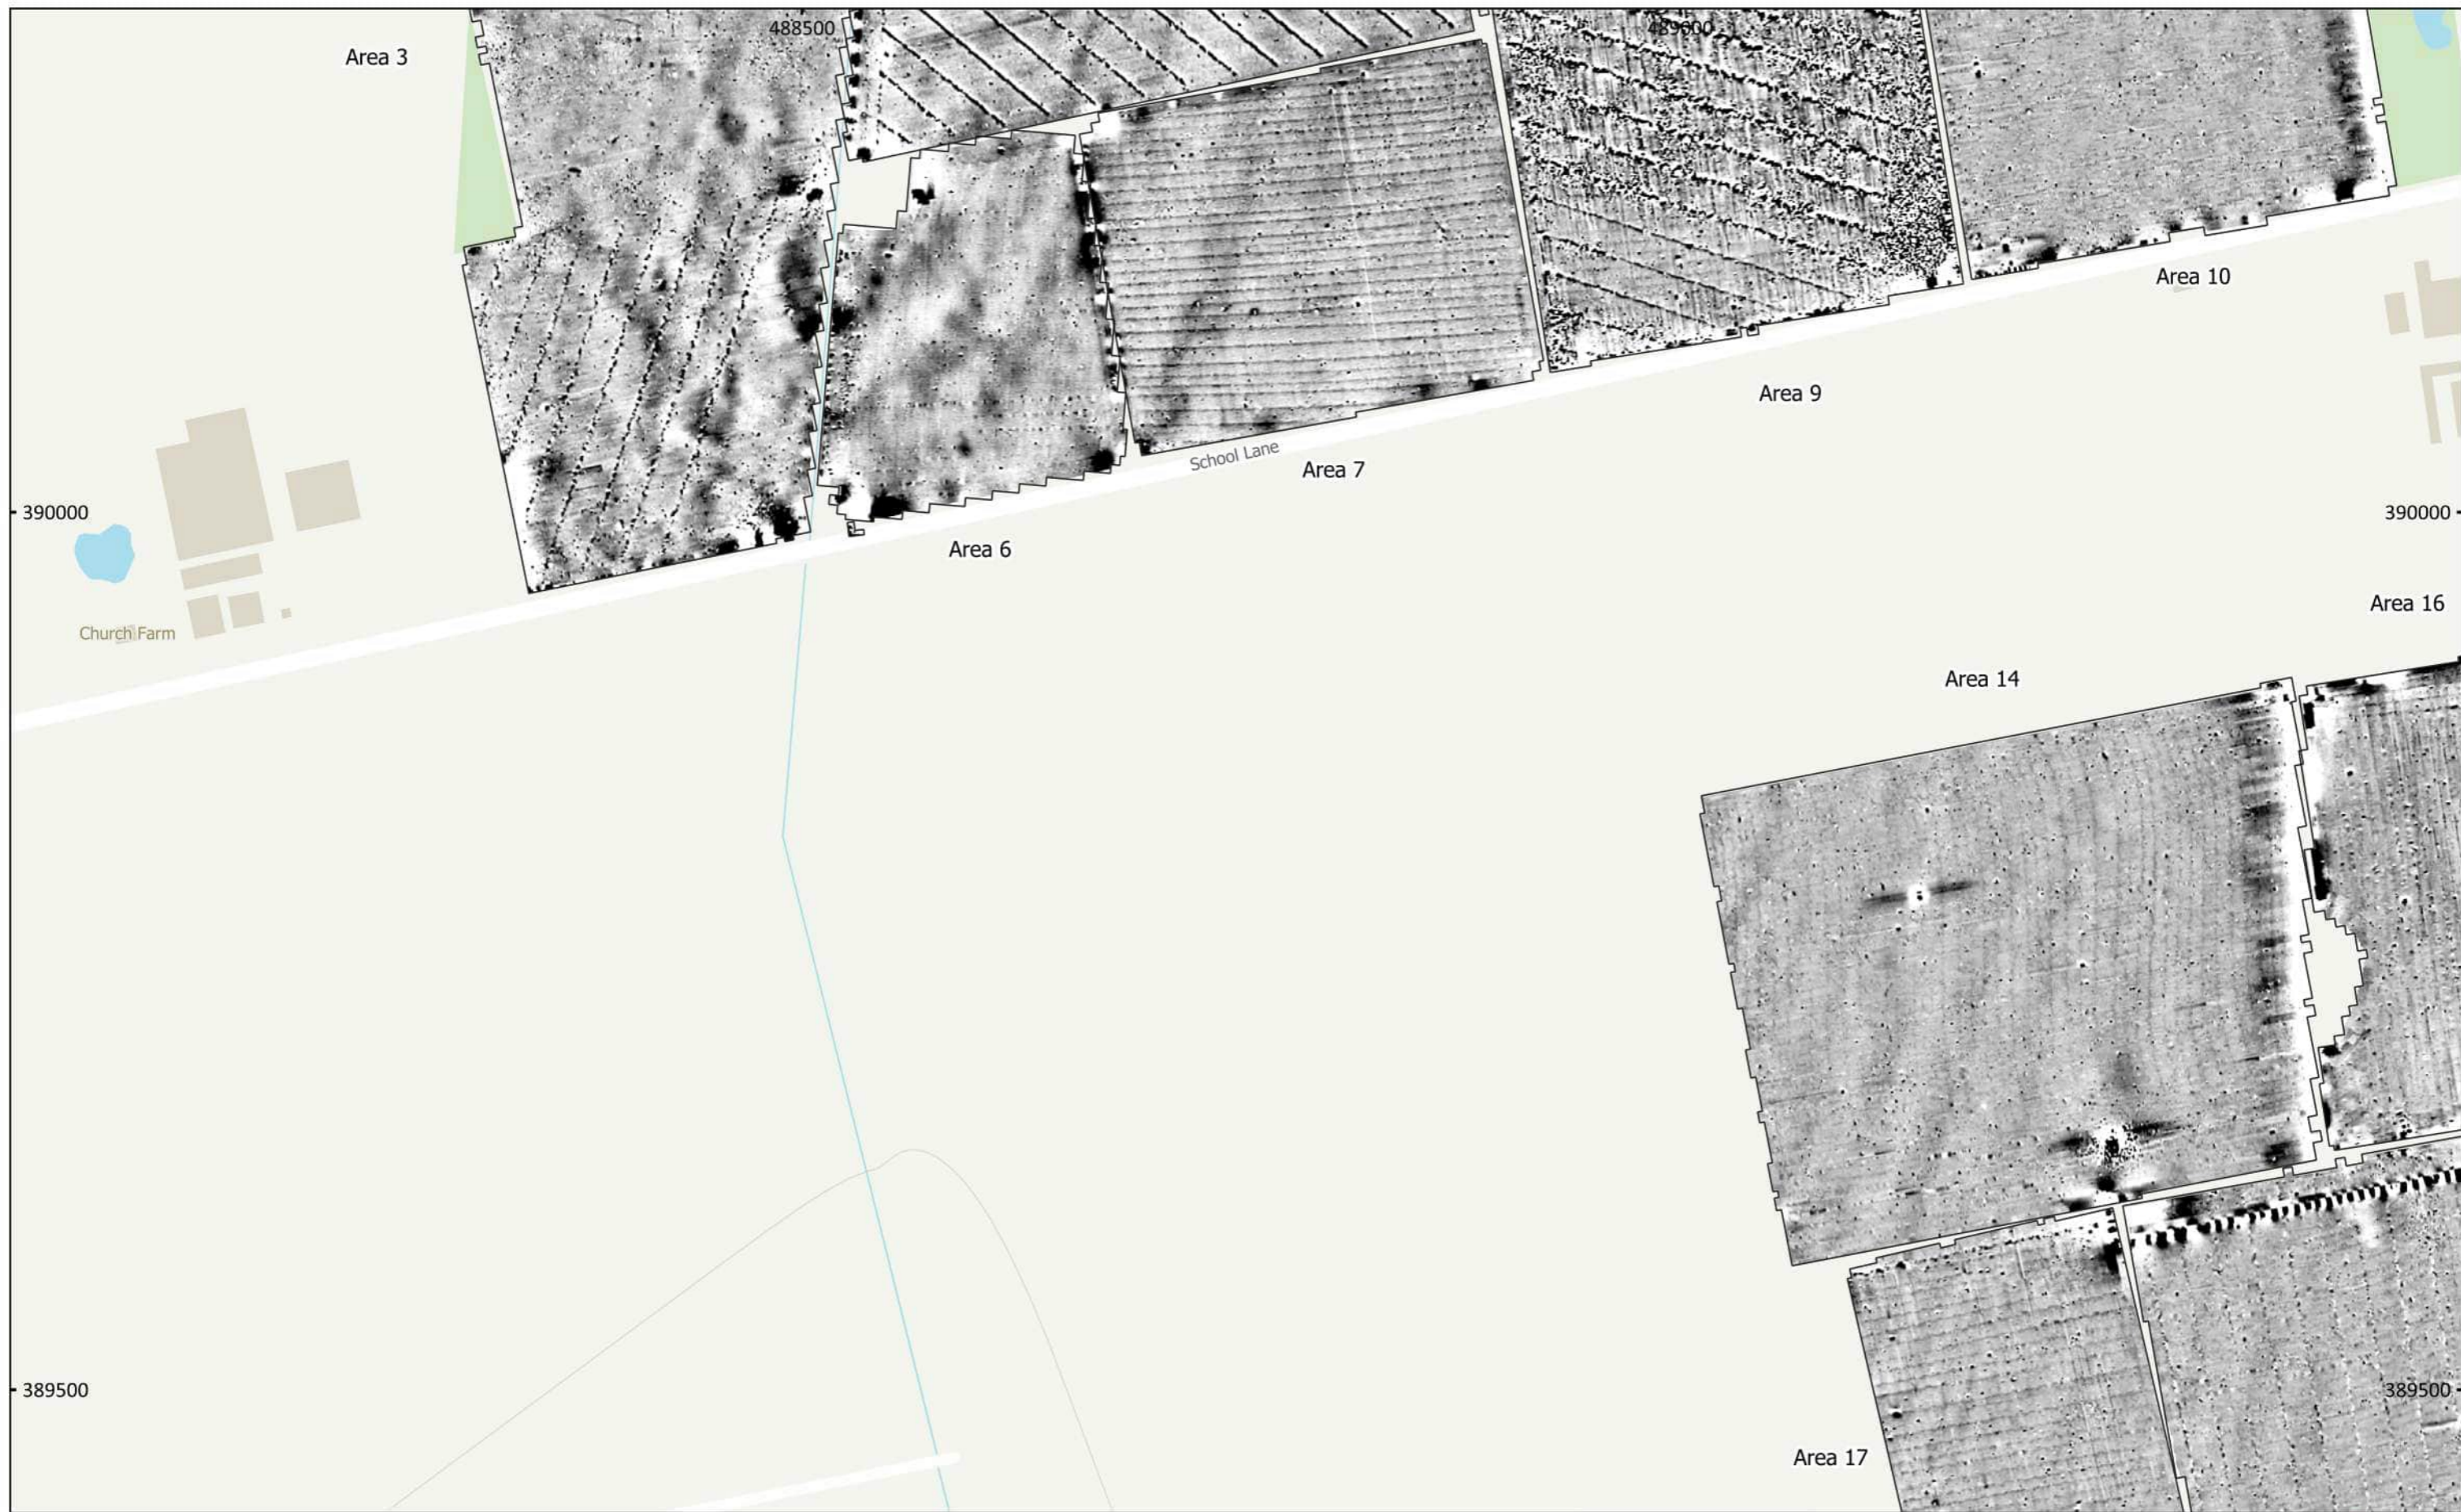 488500
489000
Area 3
Area 10
Area 9
School Lane
Area 7
390000
390000
Area 6
Area 16
Church Farm
Area 14
389500
389500
Area 17